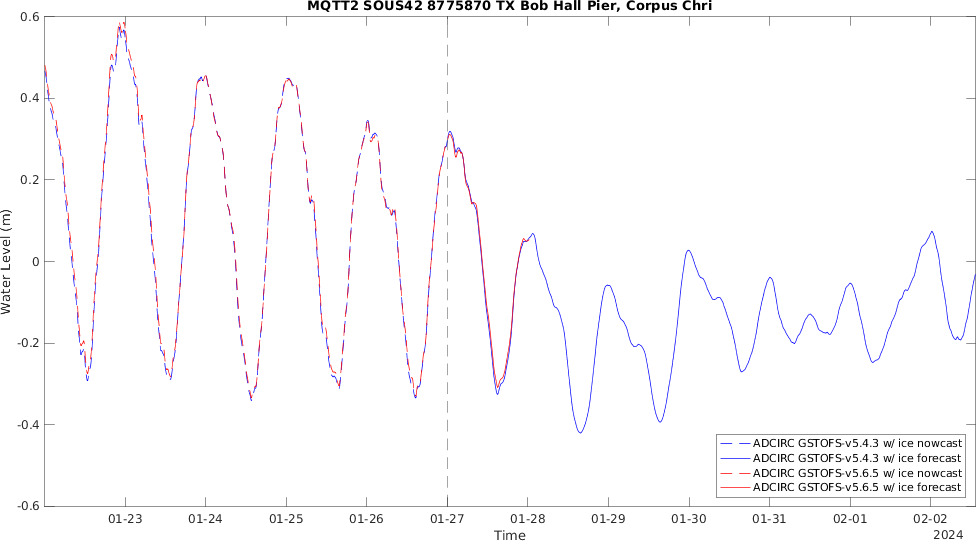 MQTT2 SOUS42 8775870 TX Bob Hall Pier, Corpus Chri
0.6
0.4
0.2
0
-0.2
-0.4
-0.6
Water Level (m)
ADCIRC GSTOFS-v5.4.3 w/ ice nowcast
ADCIRC GSTOFS-v5.4.3 w/ ice forecast
ADCIRC GSTOFS-v5.6.5 w/ ice nowcast
ADCIRC GSTOFS-v5.6.5 w/ ice forecast
01-23 01-24 01-25 01-26 01-27 01-28 01-29 01-30 01-31 02-01 02-02
Time
2024